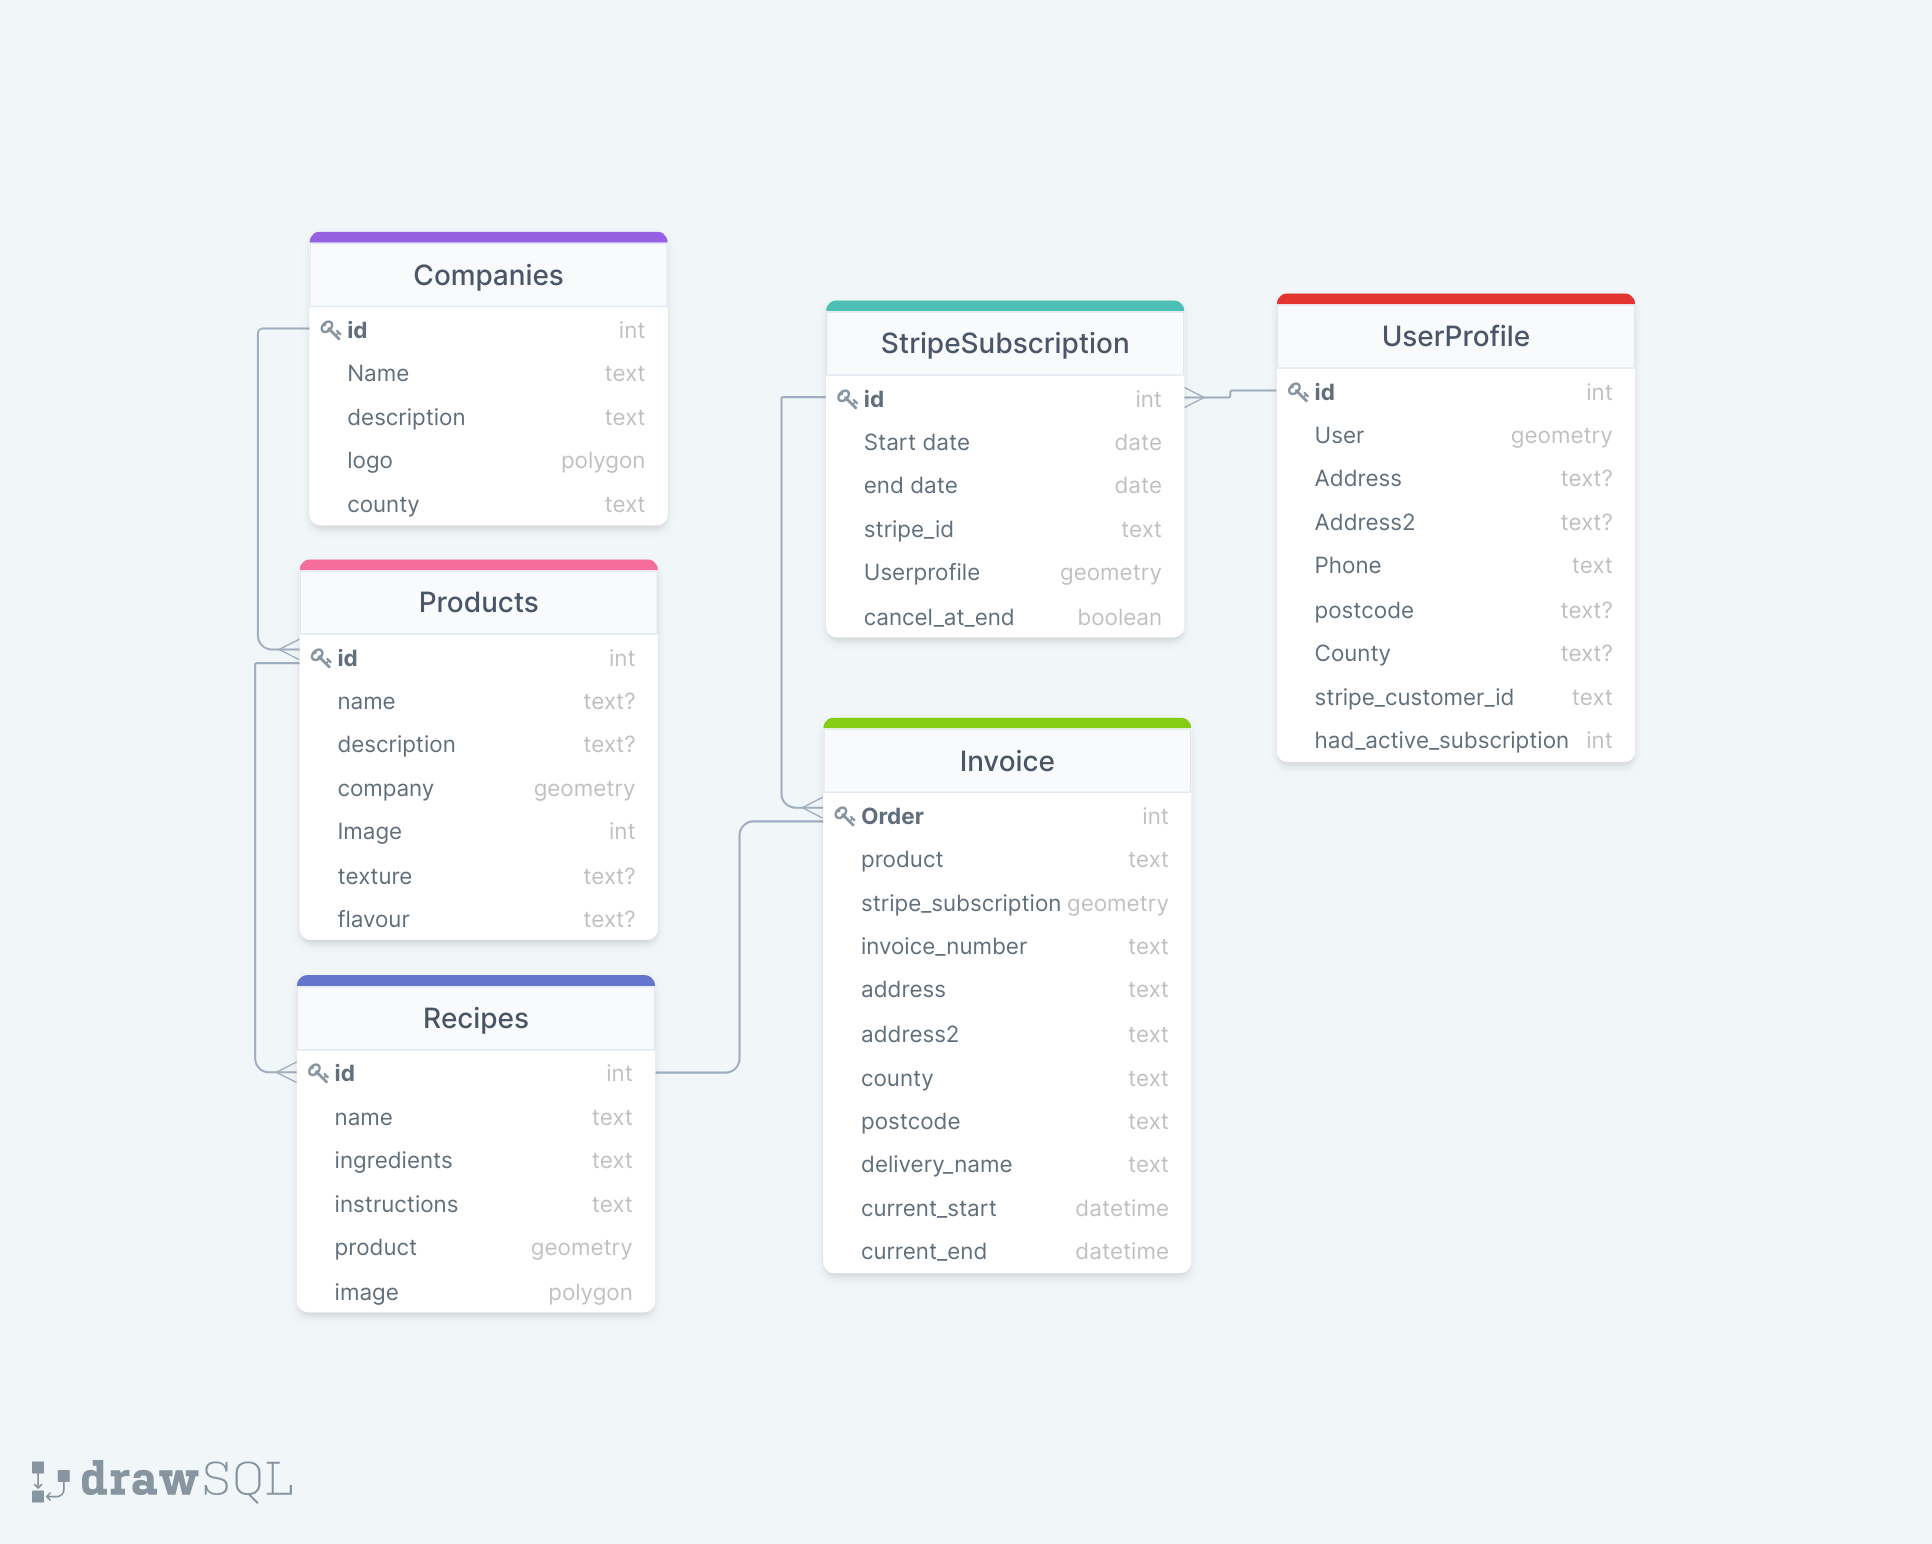 Companies
id int
Name text
description text
logo polygon
county text
Products
id int
name text?
description text?
company geometry
Image int
texture text?
flavour text?
Recipes
id int
name text
ingredients text
instructions text
product geometry
image polygon
StripeSubscription
id int
Start date date
end date date
stripe_id text
Userprofile geometry
cancel_at_end boolean
Invoice
Order int
product text
stripe_subscription geometry
invoice_number text
address text
address2 text
county text
postcode text
delivery_name text
current_start datetime
current_end datetime
UserProfile
id int
User geometry
Address text?
Address2 text?
Phone text
postcode text?
County text?
stripe_customer_id text
had_active_subscription int
drawSQL